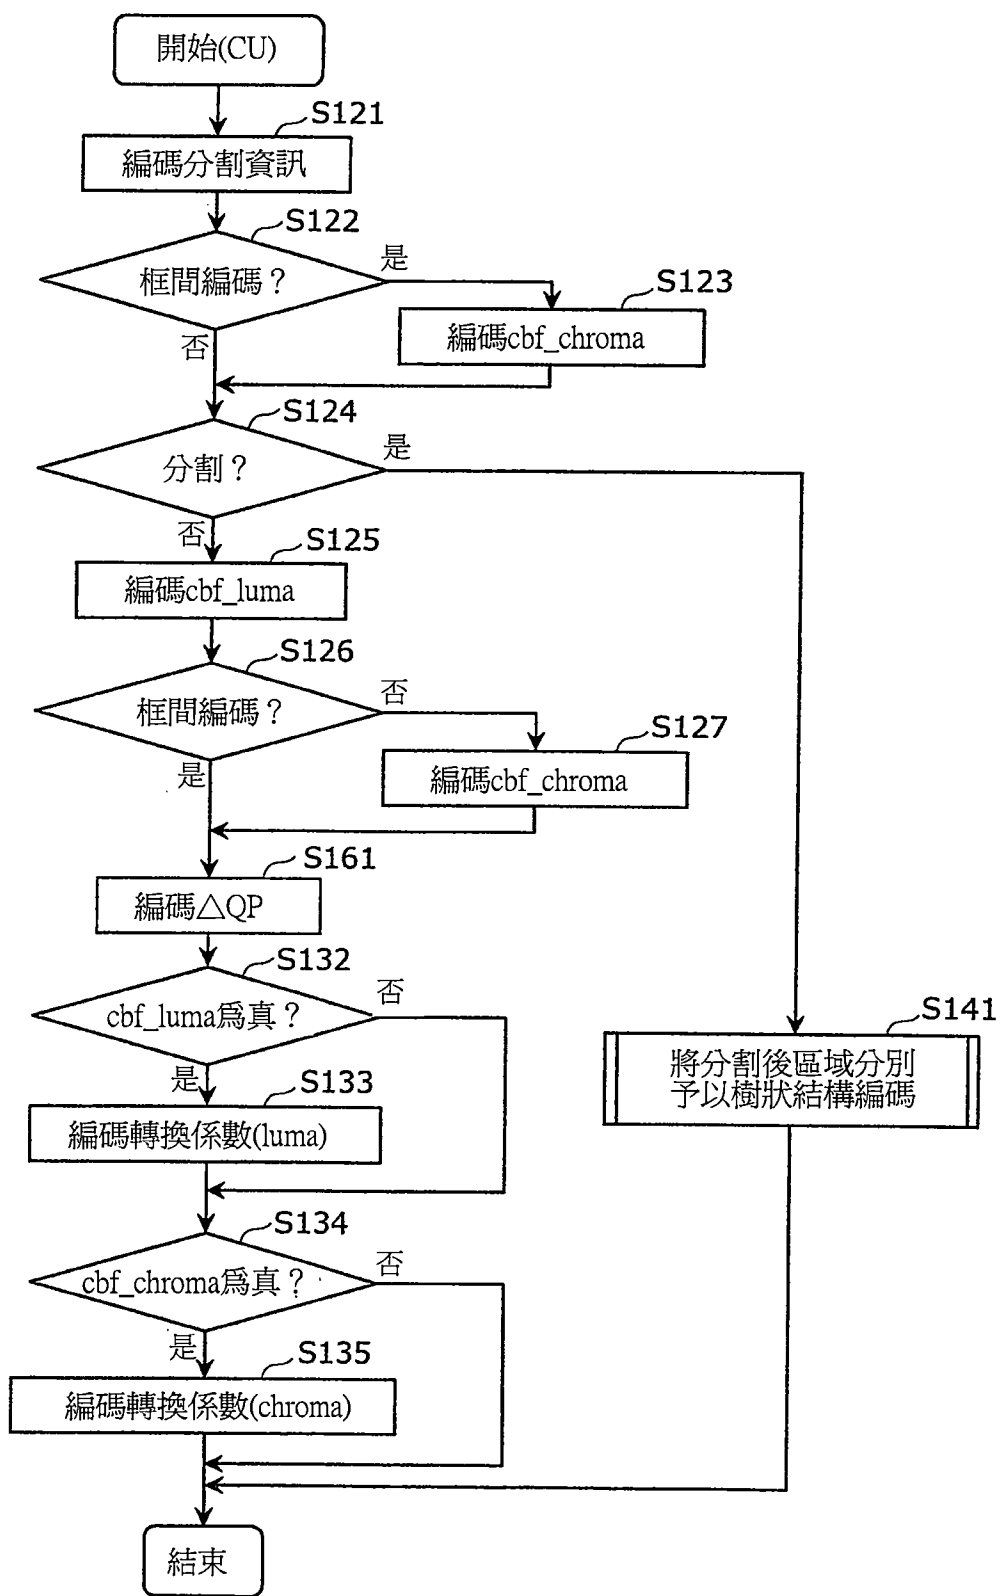 開始(CU)
S121
編碼分割資訊
S122
框間編碼？
是
否
S123
編碼cbf_chroma
S124
分割？
是
否
S125
編碼cbf_luma
S126
框間編碼？
否
是
S127
編碼cbf_chroma
S161
編碼△QP
S132
cbf_luma爲真？
否
是
S133
編碼轉換係數(luma)
S141
將分割後區域分別
予以樹狀結構編碼
S134
cbf_chroma爲真？
否
是
S135
編碼轉換係數(chroma)
結束